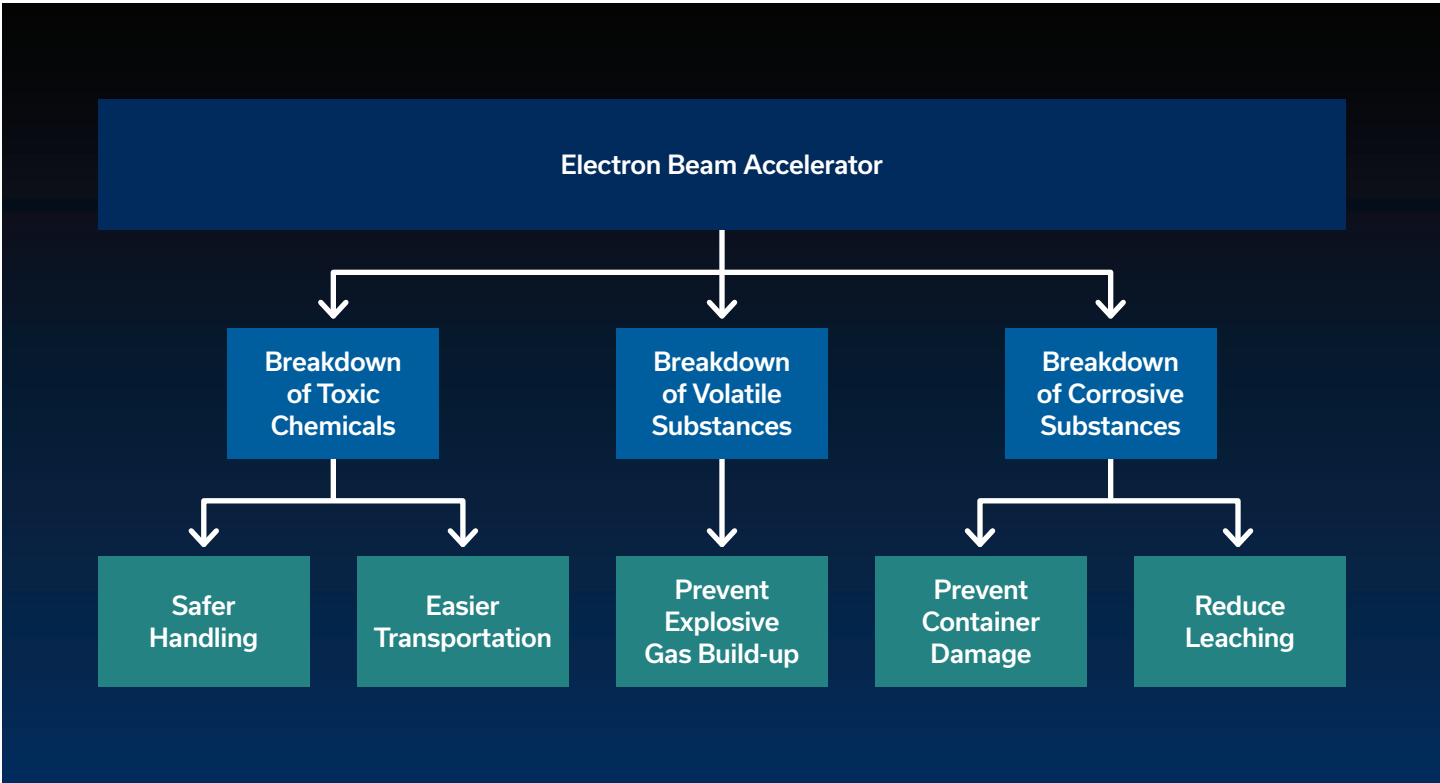 Electron Beam Accelerator
Breakdown
of Toxic
Chemicals
Breakdown
of Volatile
Substances
Breakdown
of Corrosive
Substances
Safer
Handling
Easier
Transportation
Prevent
Explosive
Gas Build-up
Prevent
Container
Damage
Reduce
Leaching